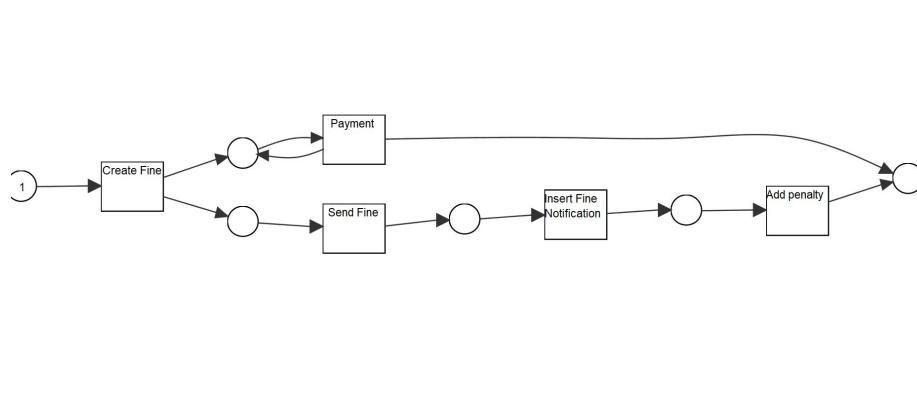 Payment
Create Fine
1
Send Fine
Insert Fine
Notification
Add penalty